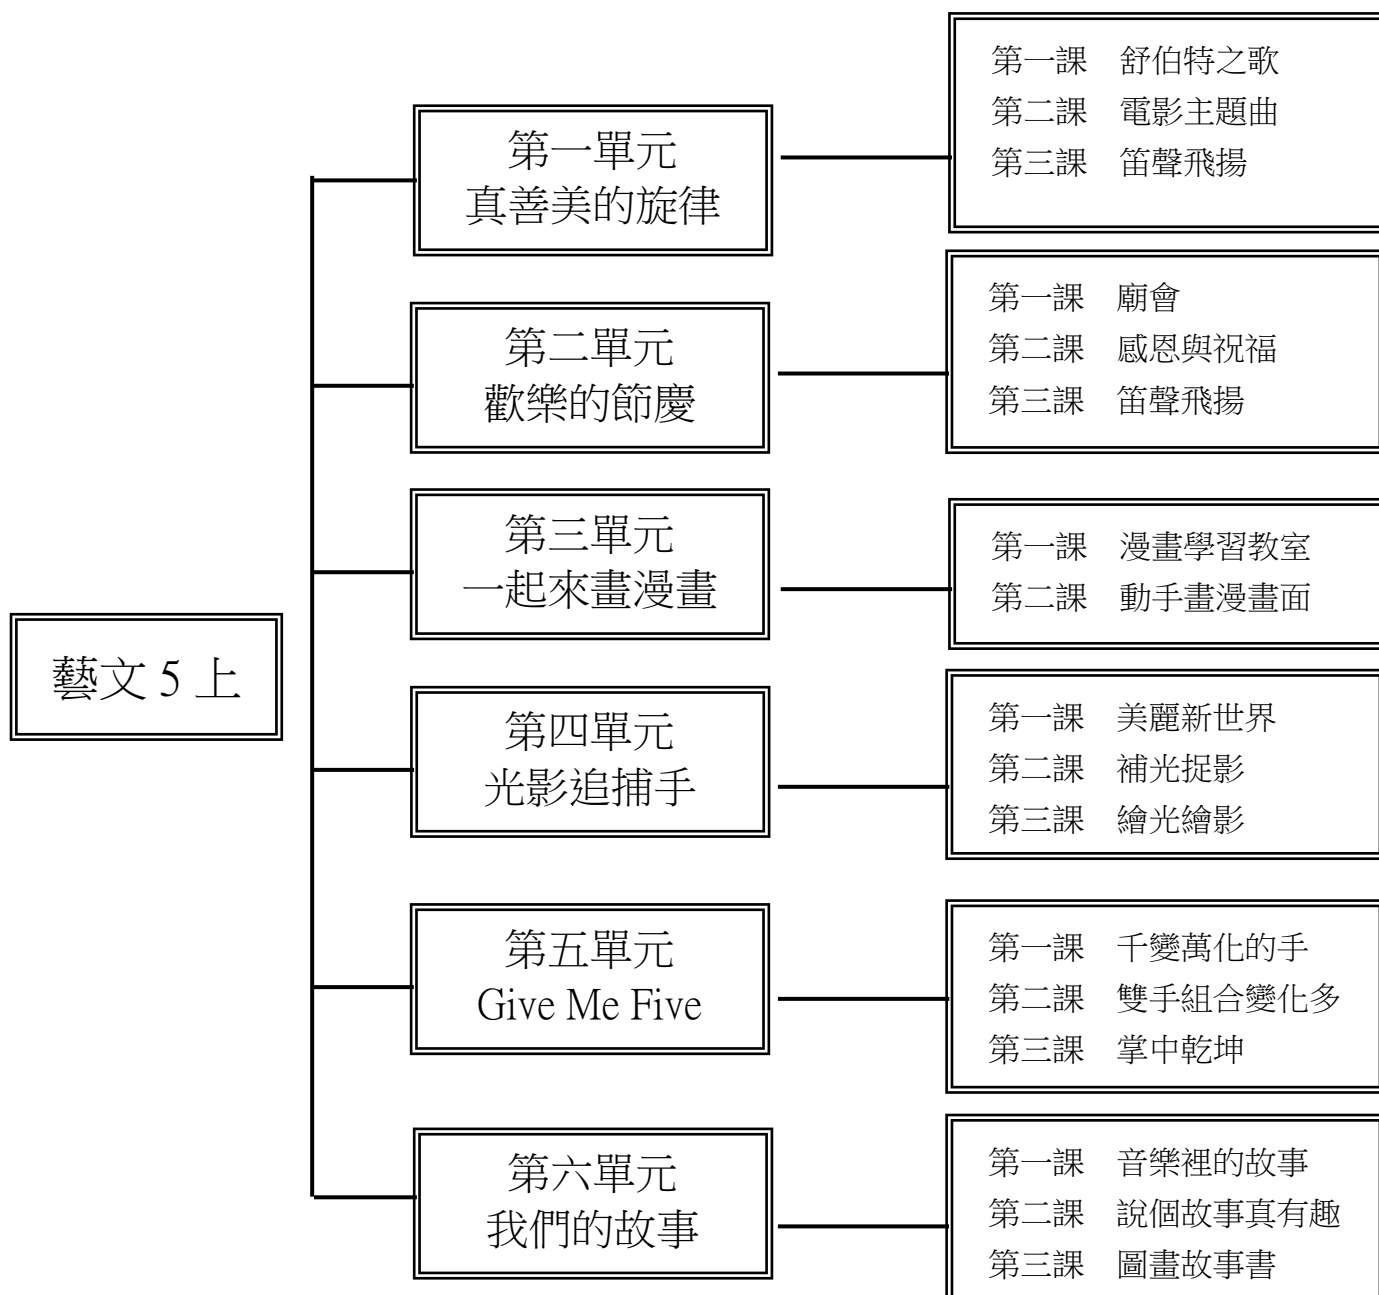 藝文 5 上
第一單元
真善美的旋律
第一課 舒伯特之歌
第二課 電影主題曲
第三課 笛聲飛揚
第二單元
歡樂的節慶
第一課 廟會
第二課 感恩與祝福
第三課 笛聲飛揚
第三單元
一起來畫漫畫
第一課 漫畫學習教室
第二課 動手畫漫畫面
第四單元
光影追捕手
第一課 美麗新世界
第二課 補光捉影
第三課 繪光繪影
第五單元
Give Me Five
第一課 千變萬化的手
第二課 雙手組合變化多
第三課 掌中乾坤
第六單元
我們的故事
第一課 音樂裡的故事
第二課 說個故事真有趣
第三課 圖畫故事書